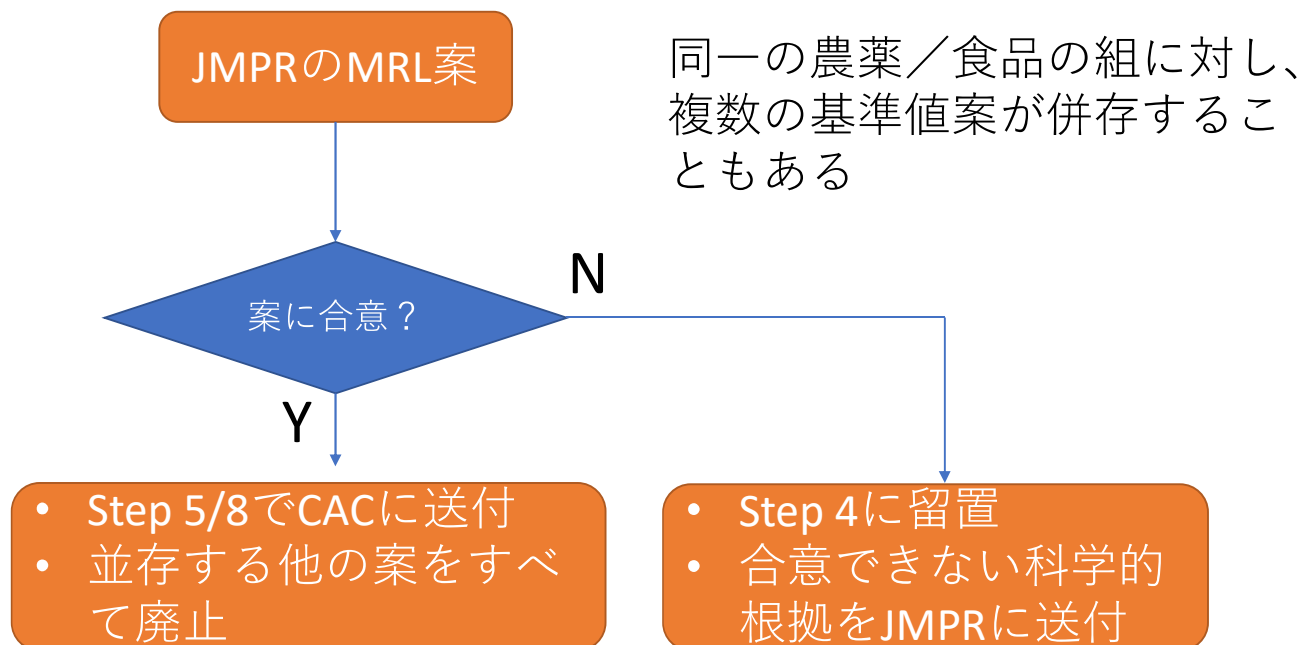 JMPRのMRL案
同一の農薬／食品の組に対し、
複数の基準値案が併存するこ
ともある
案に合意？
N
Y
• Step 5/8でCACに送付
• 並存する他の案をすべ
て廃止
• Step 4に留置
• 合意できない科学的
根拠をJMPRに送付